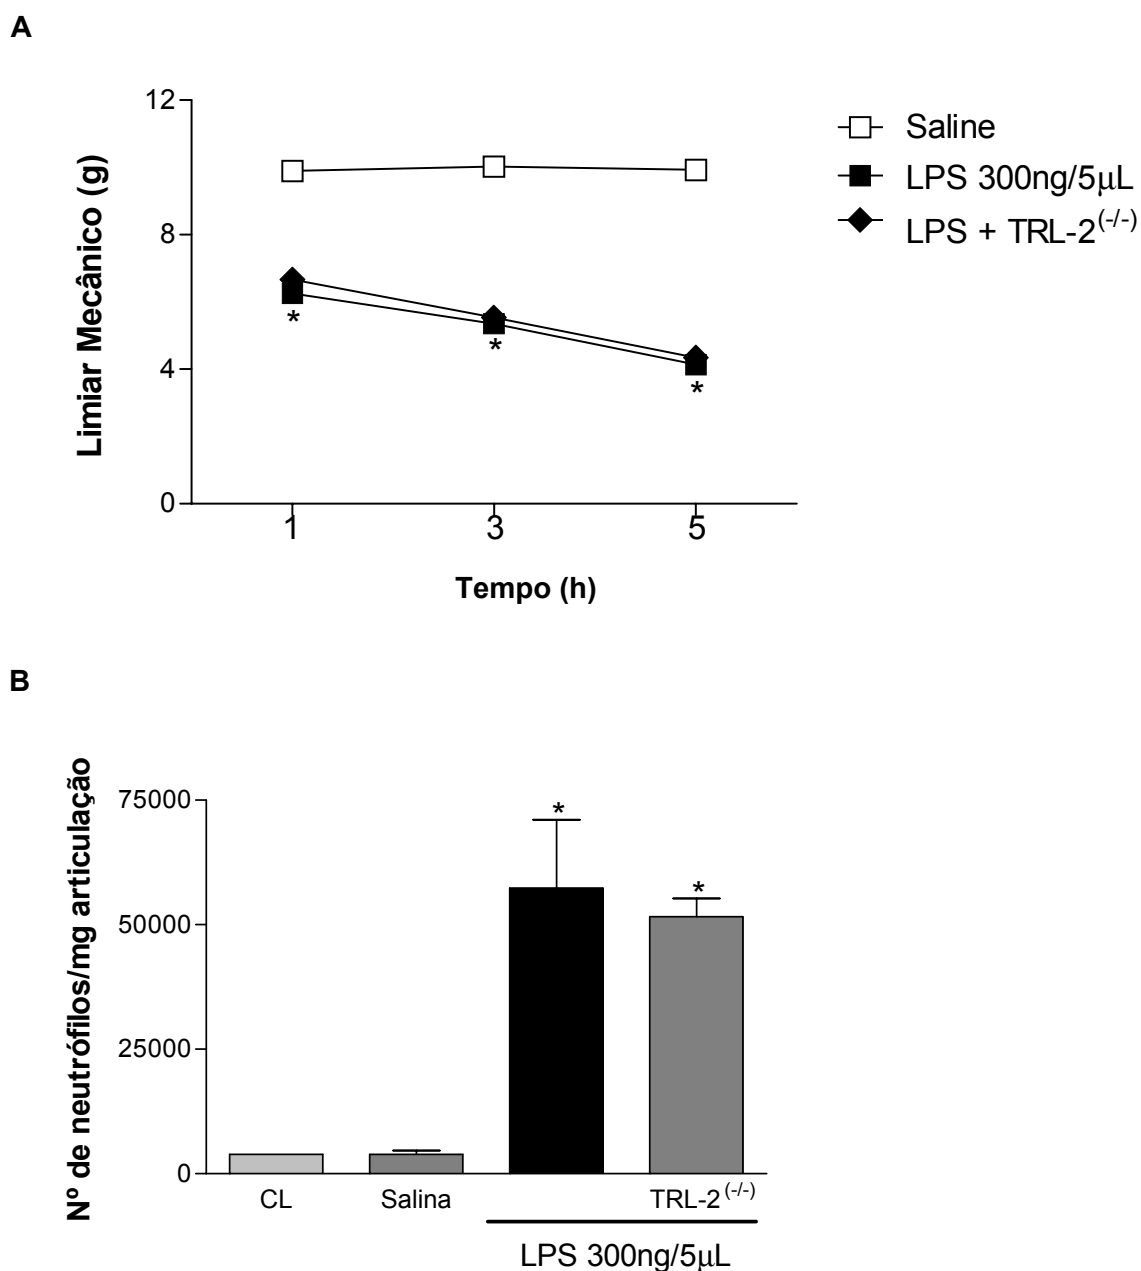 A
Limiar Mecânico (g)
12
8
4
0
*
*
*
1
3
5
Tempo (h)
Saline
LPS 300ng/5μL
LPS + TRL-2(-/-)
B
Nº de neutrófilos/mg articulação
75000
50000
25000
0
*
*
CL
Salina
TRL-2 (-/-)
LPS 300ng/5μL